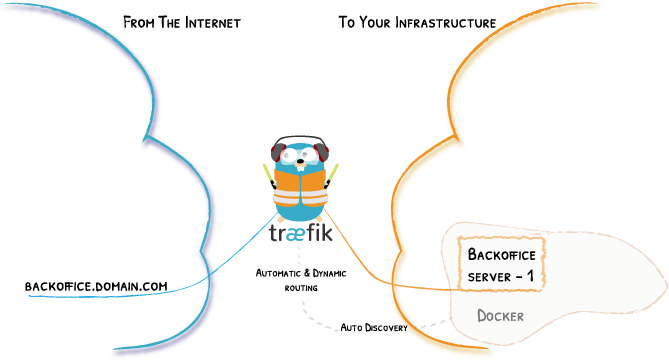 From The Internet
To Your Infrastructure
træfik
Automatic & Dynamic
routing
backoffice.domain.com
Backoffice
server - 1
Docker
Auto Discovery